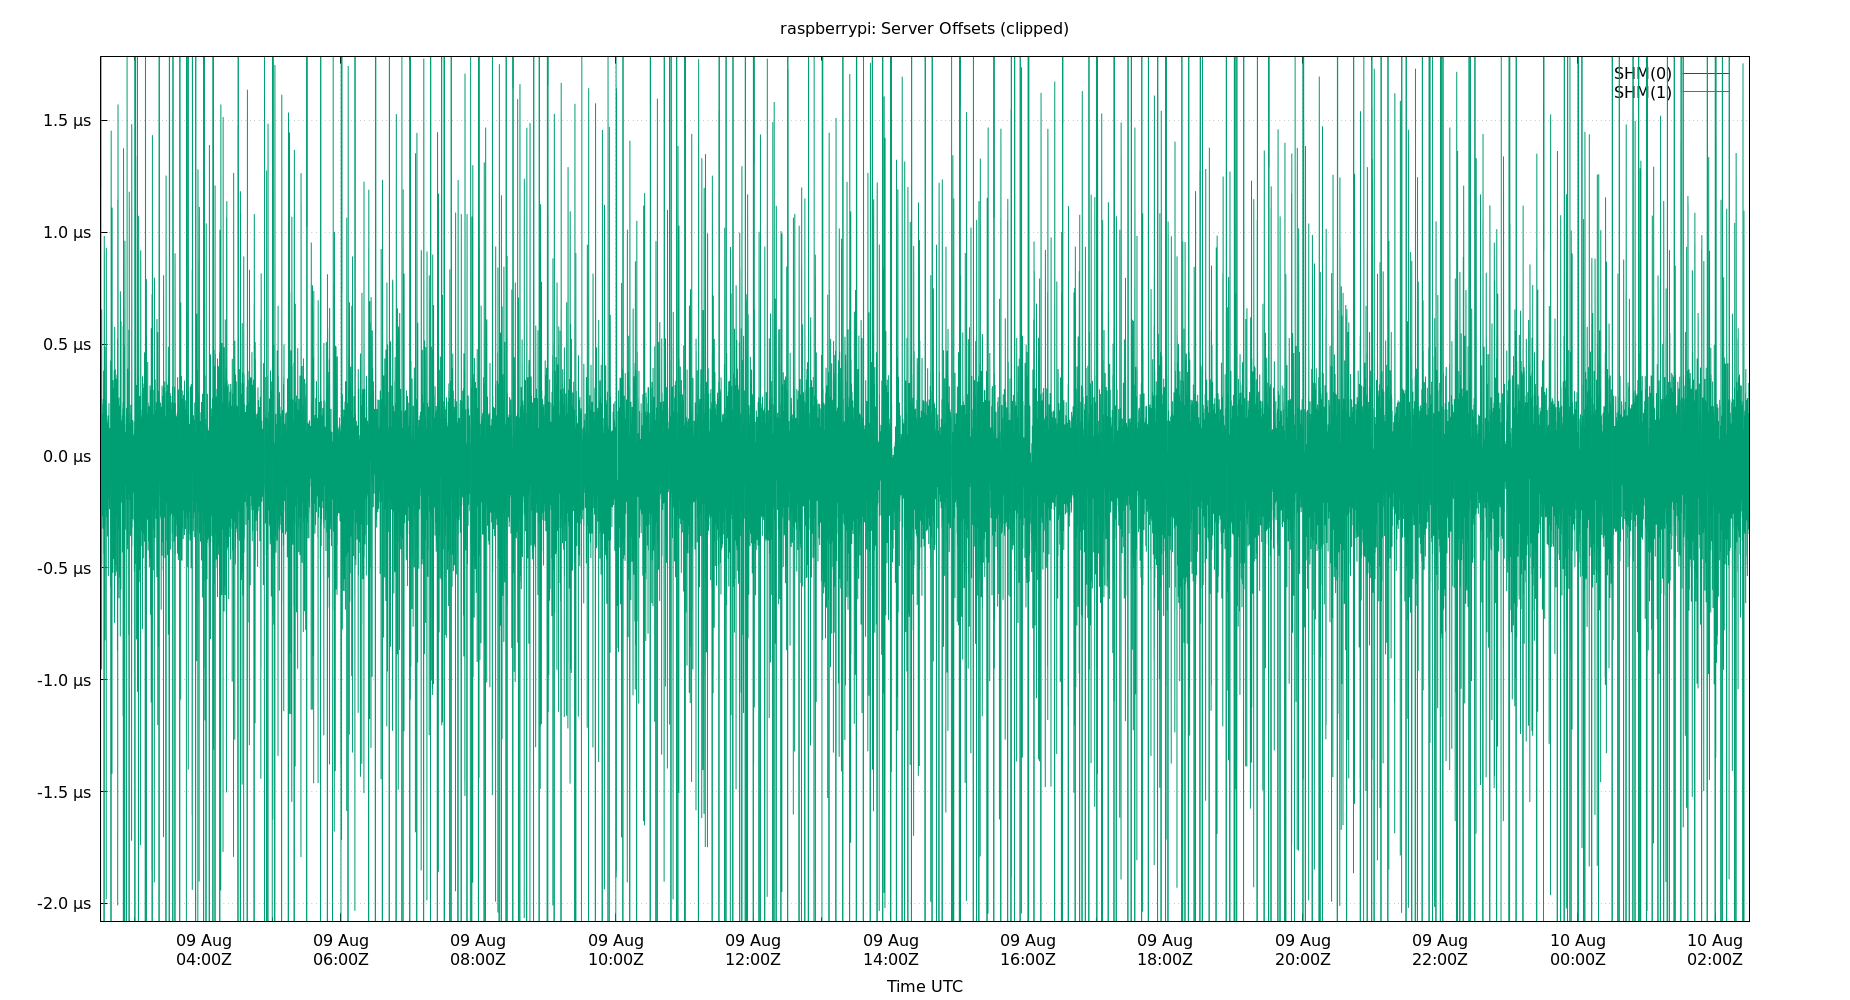 raspberrypi: Server Offsets (clipped)
SHM(0)
SHM(1)
1.5 µs
1.0 µs
0.5 µs
0.0 µs
-0.5 µs
-1.0 µs
-1.5 µs
-2.0 µs
09 Aug 09 Aug 09 Aug 09 Aug 09 Aug 09 Aug 09 Aug 09 Aug 09 Aug 09 Aug 10 Aug 10 Aug
04:00Z 06:00Z 08:00Z 10:00Z 12:00Z 14:00Z 16:00Z 18:00Z 20:00Z 22:00Z 00:00Z 02:00Z
Time UTC